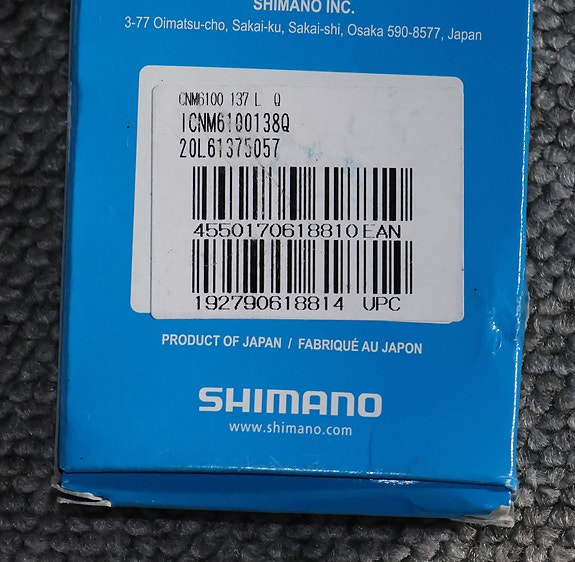 SHIMANO INC.
3-77 Oimatsu-cho, Sakai-ku, Sakai-shi, Osaka 590-8577, Japan
CNM6100 137 L Q
ICNM6100138Q
20L61375057
4550170618810 EAN
192790618814 UPC
PRODUCT OF JAPAN / FABRIQUÉ AU JAPON
SHIMANO
www.shimano.com